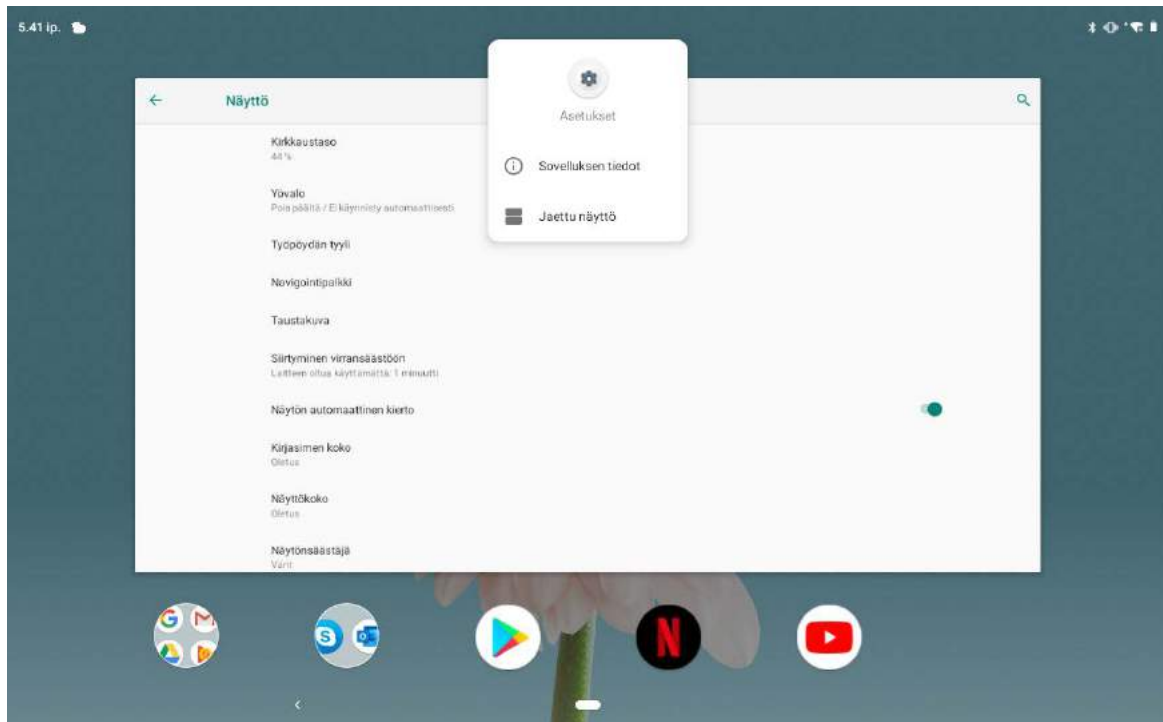 5.41 ip.
Näyttö
Asetukset
Sovelluksen tiedot
Jaettu näyttö
Kirkkaustaso
44 %
Yövalo
Pois päältä / Ei käynnisty automaattisesti
Työpöydän tyyli
Navigointipalkki
Taustakuva
Siirtyminen virransäästöön
Laitteen oltua käyttämättä: 1 minuutti
Näytön automaattinen kierto
Kirjasimen koko
Oletus
Näyttökoko
Oletus
Näytönsäästäjä
Värit
G M
S
N